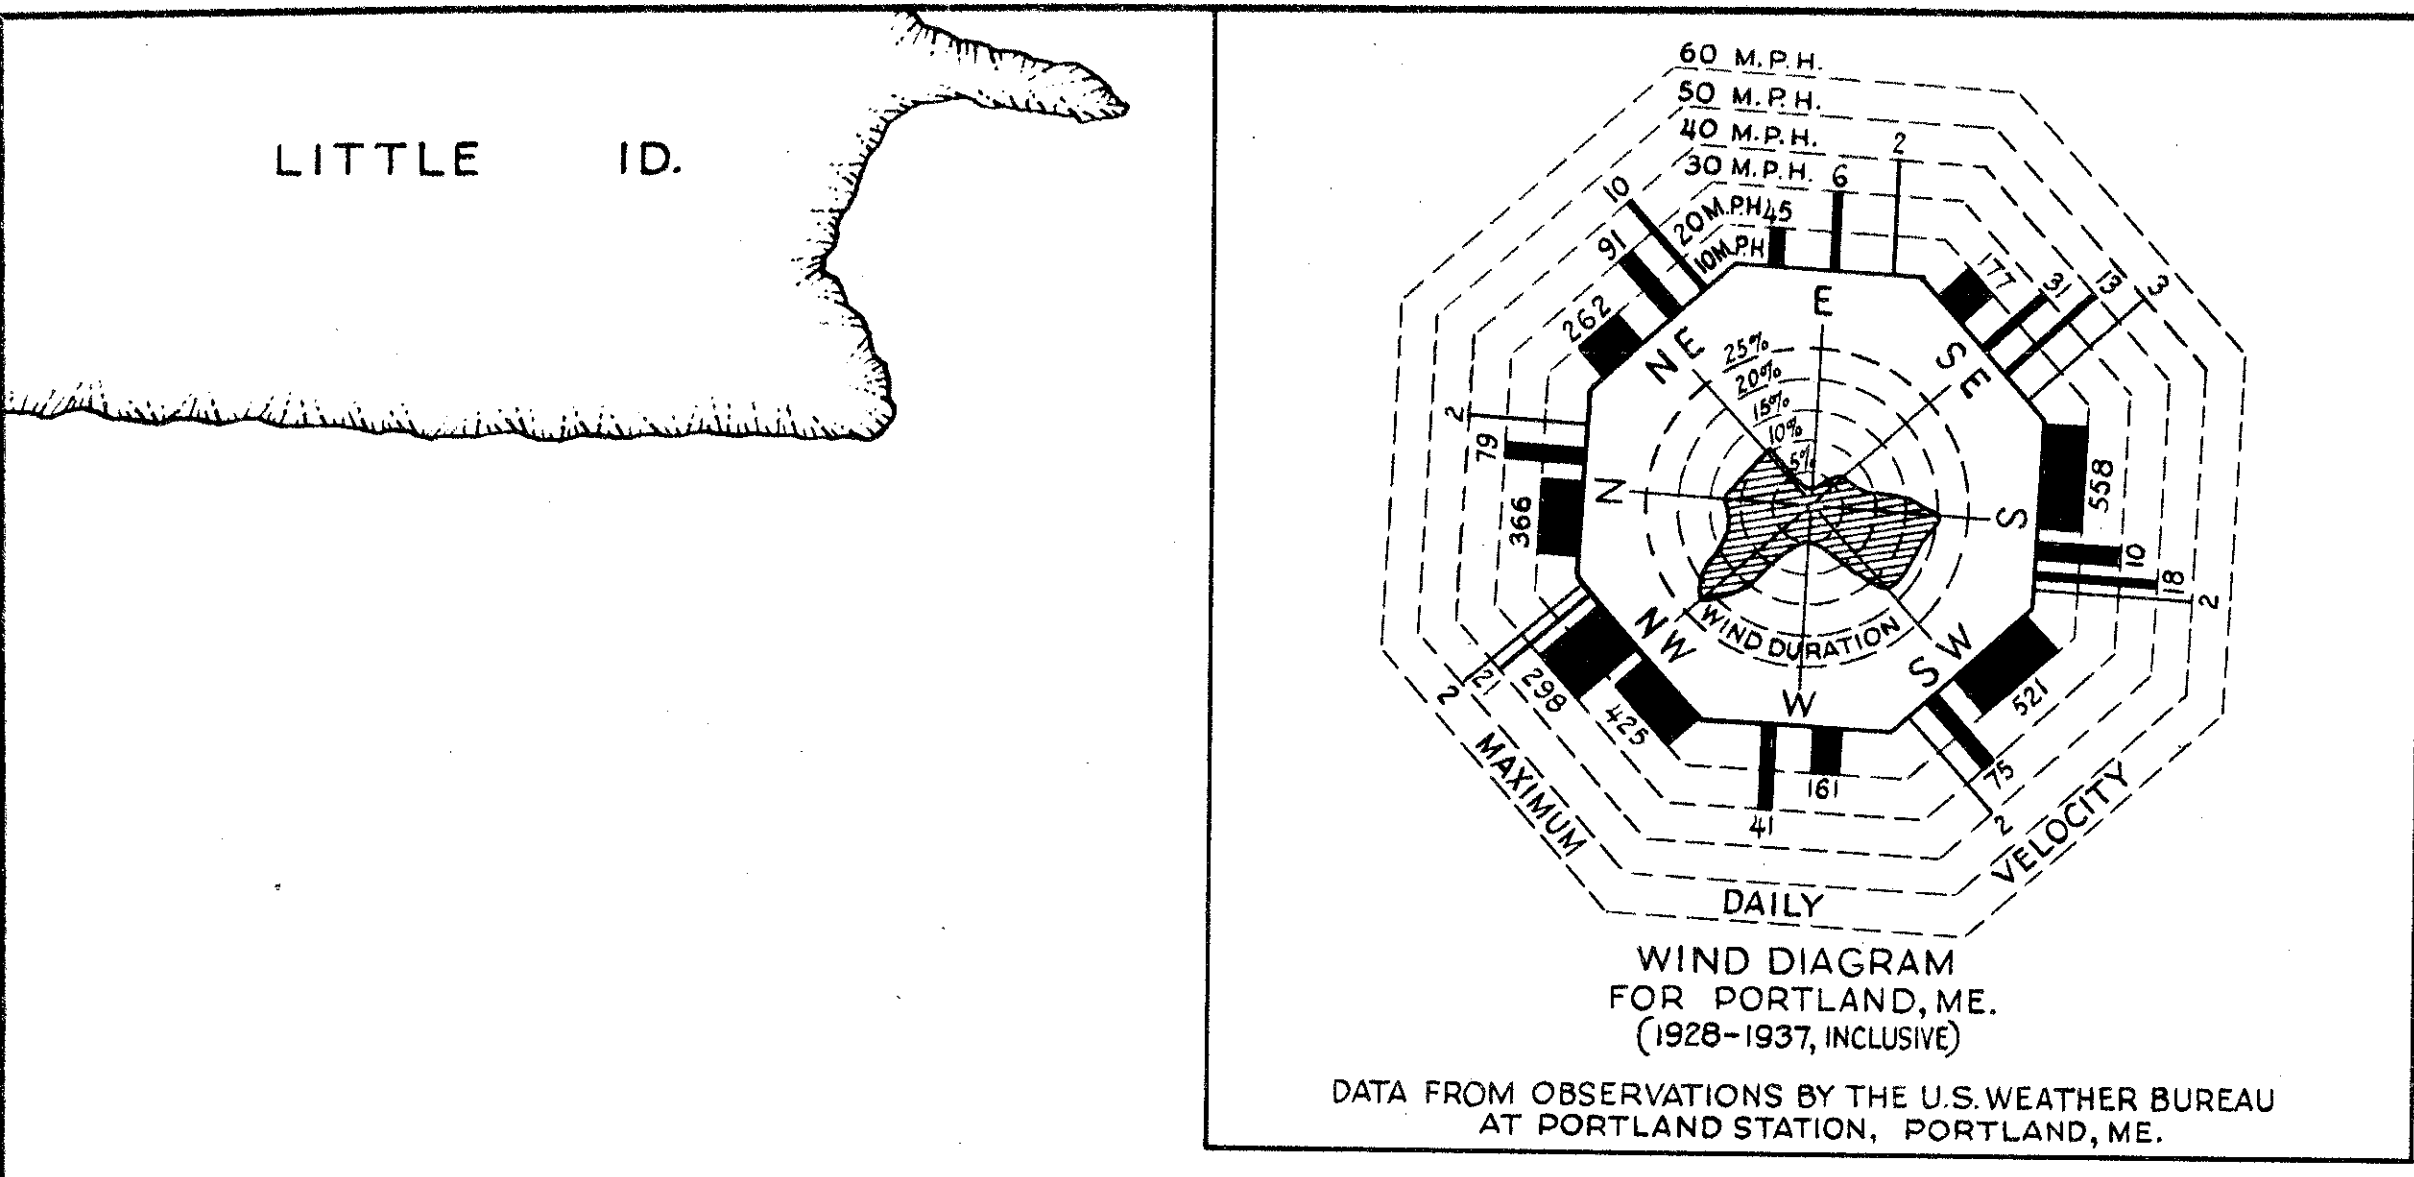 LITTLE ID.
60 M.P.H.
50 M.P.H.
40 M.P.H.
30 M.P.H.
20 M.P.H
10 M.P.H
45
6
2
10
91
262
NE
E
177
31
13
3
SE
25%
20%
15%
10%
5%
2
79
366
N
S
558
10
18
2
NW
WIND DURATION
SW
W
2
298
425
41
161
521
75
2
MAXIMUM
DAILY
VELOCITY
WIND DIAGRAM
FOR PORTLAND, ME.
(1928-1937, INCLUSIVE)
DATA FROM OBSERVATIONS BY THE U.S. WEATHER BUREAU
AT PORTLAND STATION, PORTLAND, ME.